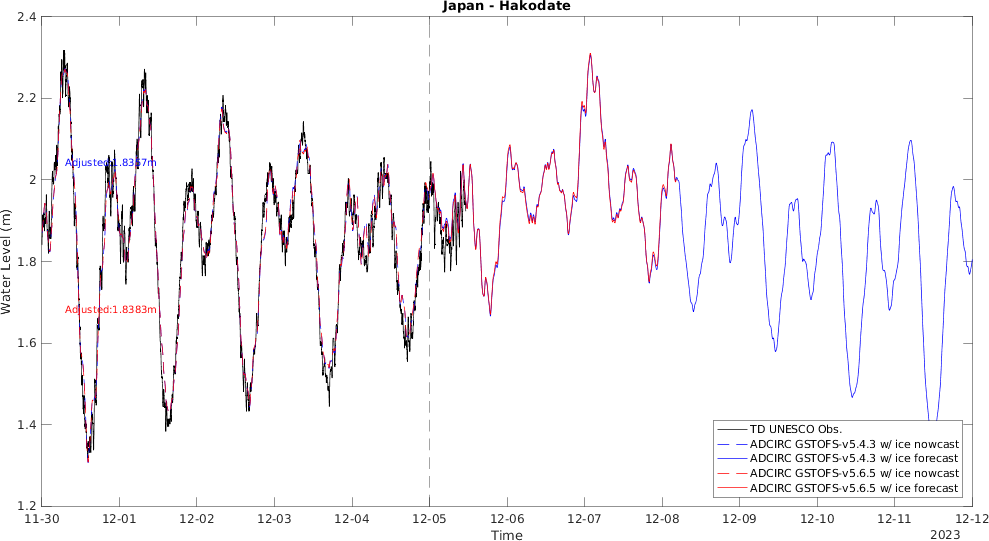 Japan - Hakodate
2.4
2.2
2
1.8
1.6
1.4
1.2
Water Level (m)
Adjusted:1.8367m
Adjusted:1.8383m
TD UNESCO Obs.
ADCIRC GSTOFS-v5.4.3 w/ ice nowcast
ADCIRC GSTOFS-v5.4.3 w/ ice forecast
ADCIRC GSTOFS-v5.6.5 w/ ice nowcast
ADCIRC GSTOFS-v5.6.5 w/ ice forecast
11-30 12-01 12-02 12-03 12-04 12-05 12-06 12-07 12-08 12-09 12-10 12-11 12-12
Time
2023